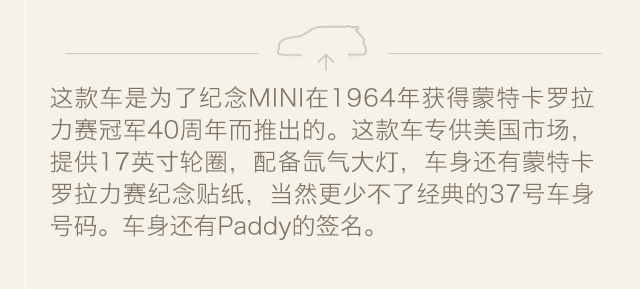 这款车是为了纪念MINI在1964年获得蒙特卡罗拉
力赛冠军40周年而推出的。这款车专供美国市场，
提供17英寸轮圈，配备氙气大灯，车身还有蒙特卡
罗拉力赛纪念贴纸，当然更少不了经典的37号车身
号码。车身还有Paddy的签名。